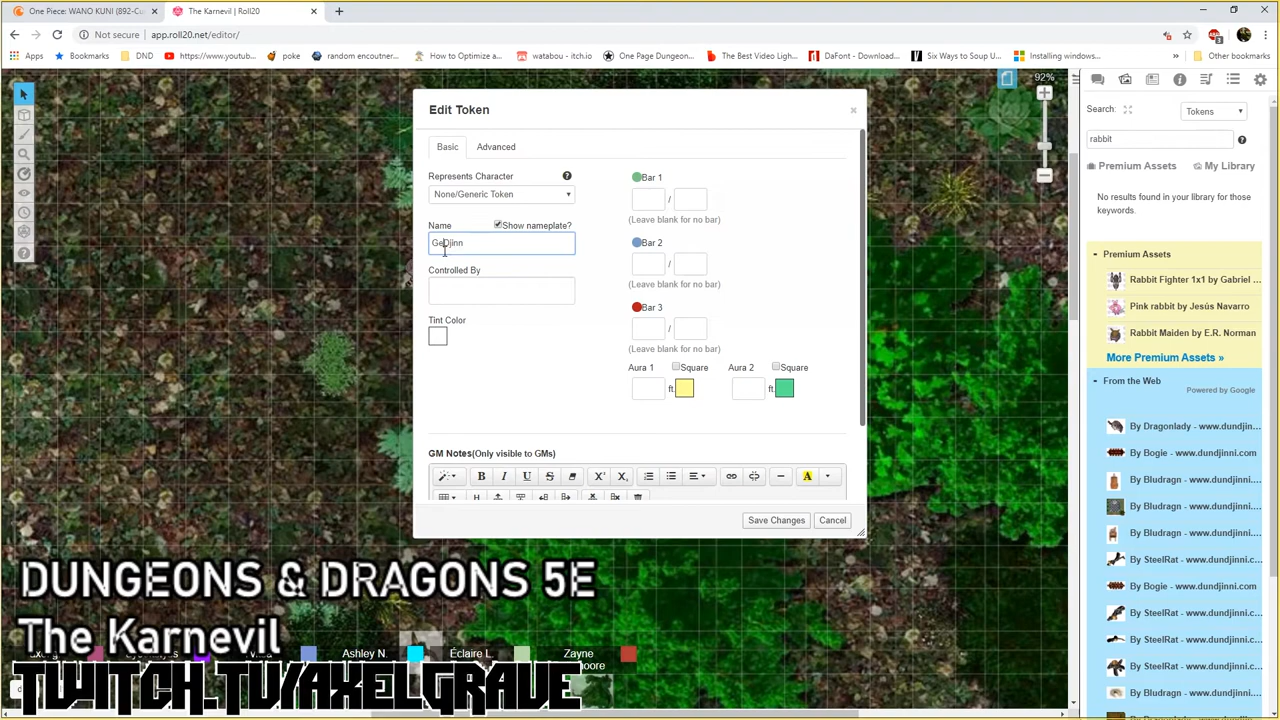 One Piece: WANO KUNI (892-Cu
The Karnevil | Roll20
Not secure
app.roll20.net/editor/
Apps
Bookmarks
DND
https://www.youtub...
poke
random encoutner...
How to Optimize a...
watabou - itch.io
One Page Dungeon...
The Best Video Ligh...
DaFont - Download...
Six Ways to Soup U...
Installing windows...
Other bookmarks
92%
Edit Token
Basic
Advanced
Represents Character
None/Generic Token
Name
Show nameplate?
GeDjinn
Controlled By
Tint Color
Bar 1
/
(Leave blank for no bar)
Bar 2
/
(Leave blank for no bar)
Bar 3
/
(Leave blank for no bar)
Aura 1
Square
Aura 2
Square
ft.
ft.
GM Notes(Only visible to GMs)
Save Changes
Cancel
Search:
Tokens
rabbit
Premium Assets
My Library
No results found in your library for those
keywords.
Premium Assets
Rabbit Fighter 1x1 by Gabriel ...
Pink rabbit by Jesús Navarro
Rabbit Maiden by E.R. Norman
More Premium Assets »
From the Web
Powered by Google
By Dragonlady - www.dundjin...
By Bogie - www.dundjinni.com
By Bludragn - www.dundjinni...
By Bludragn - www.dundjinni...
By Bludragn - www.dundjinni...
By SteelRat - www.dundjinni.c...
By Bogie - www.dundjinni.com
By SteelRat - www.dundjinni.c...
By SteelRat - www.dundjinni.c...
By SteelRat - www.dundjinni.c...
By Bludragn - www.dundjinni...
DUNGEONS & DRAGONS 5E
The Karnevil
Ashley N.
Éclaire L.
Zayne
TWITCH.TV/AXELGRAVE